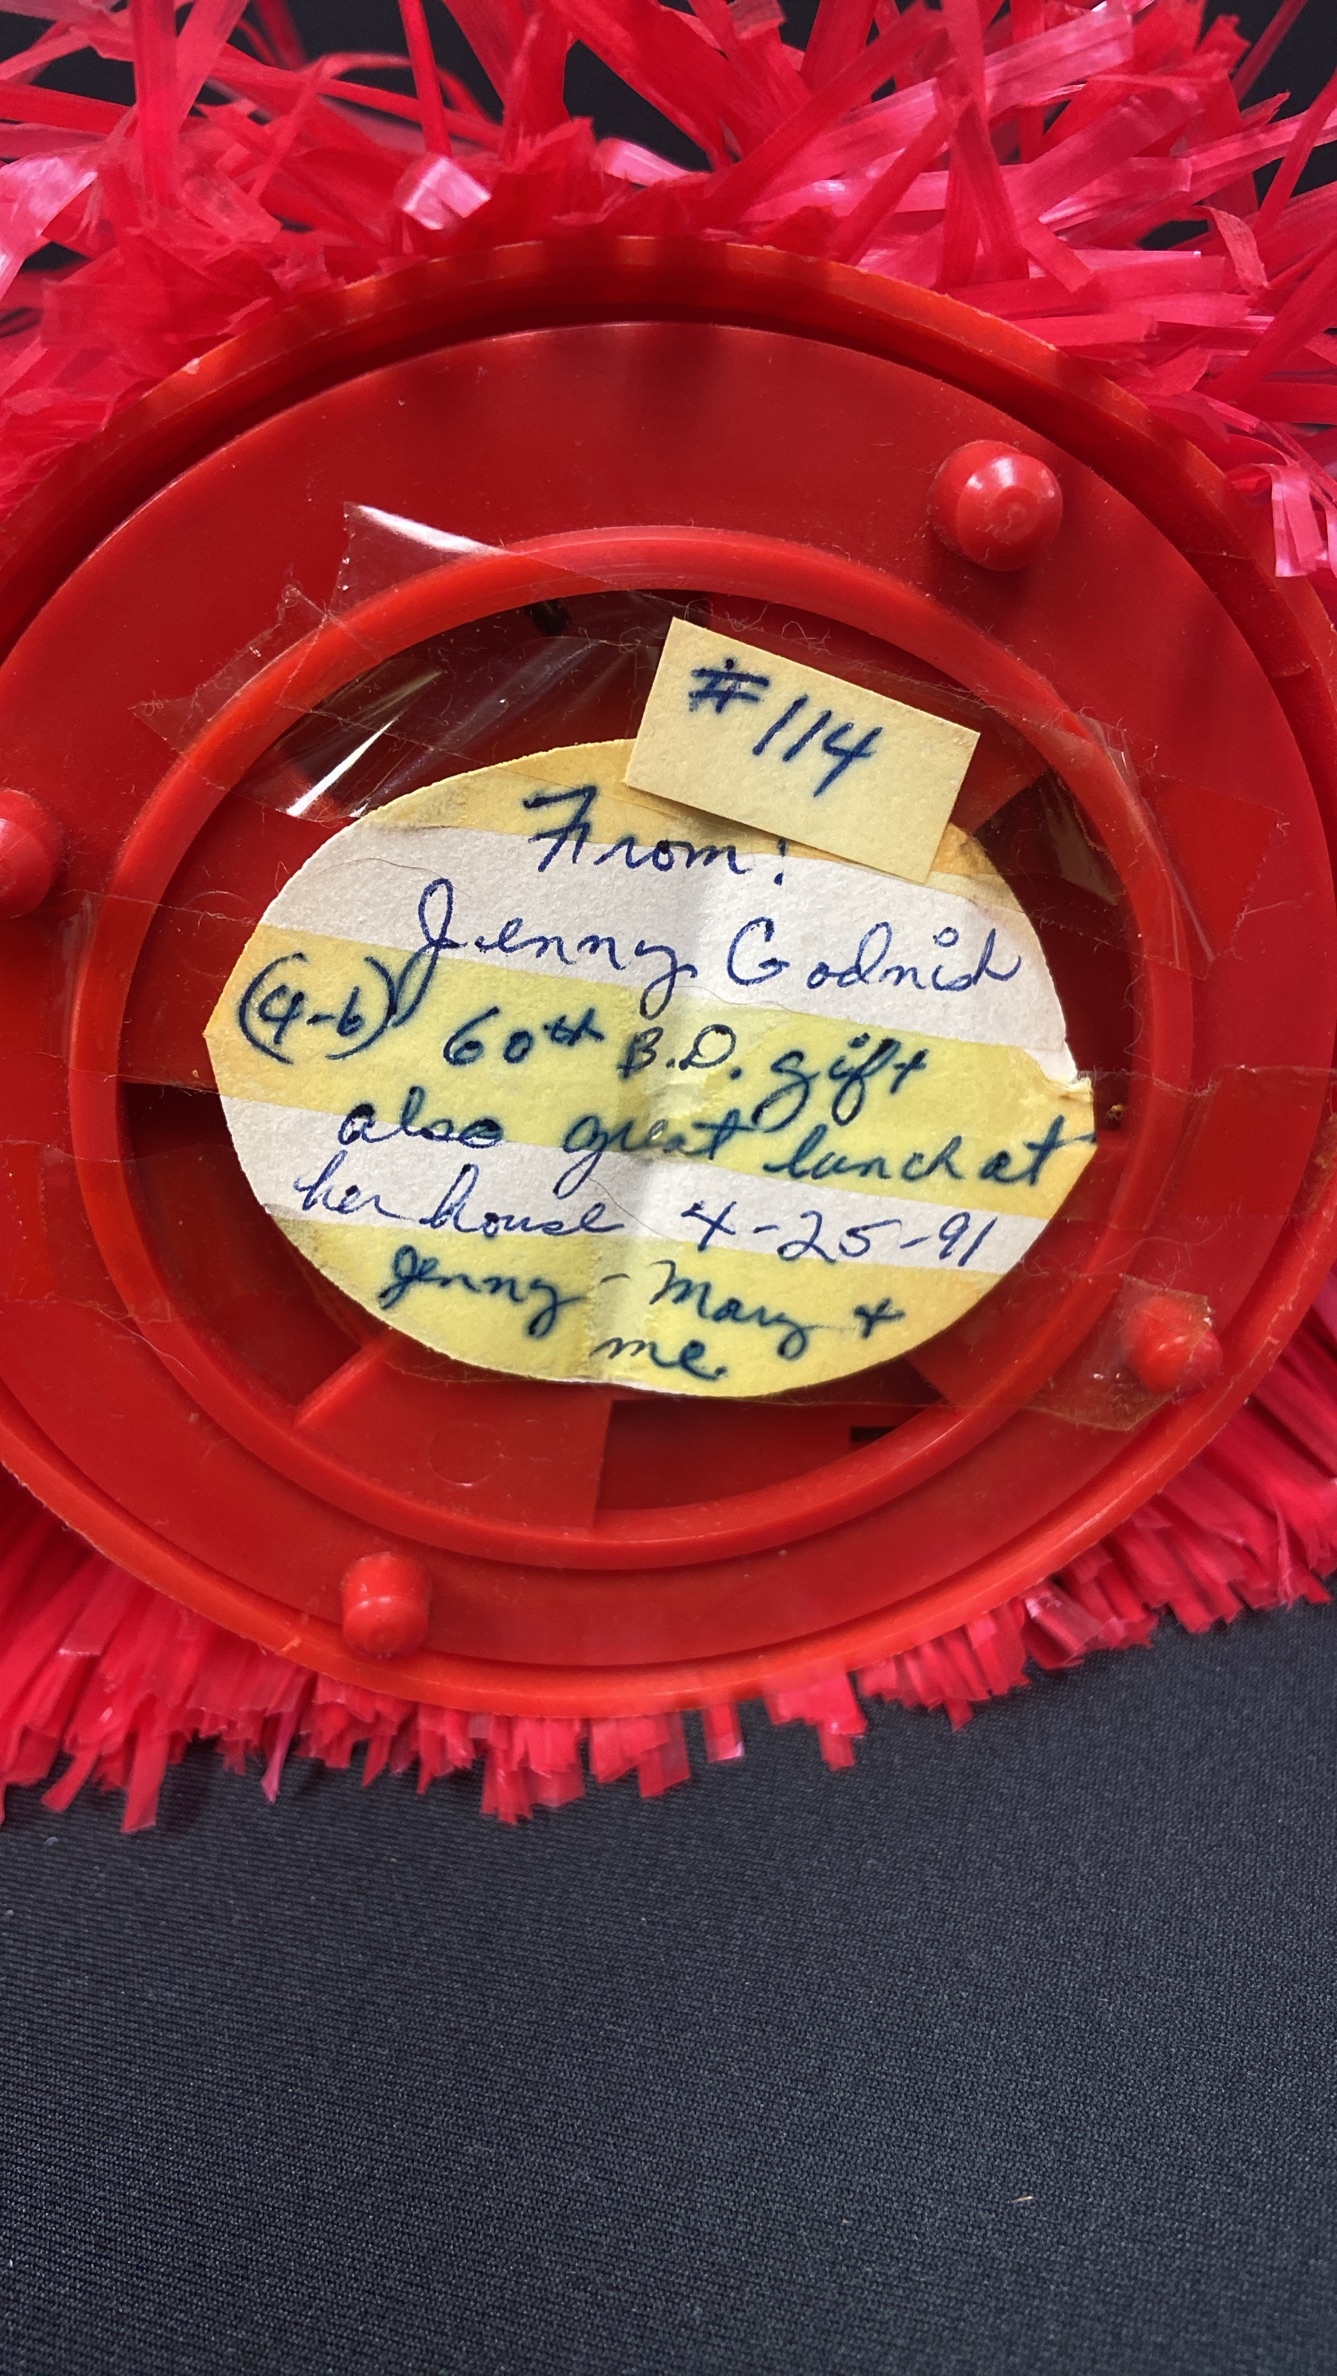 #114
From:
Jenny Godnish
(4-6) 60th B.D. gift
also great lunch at
her house 4-25-91
Jenny - Mary +
me.